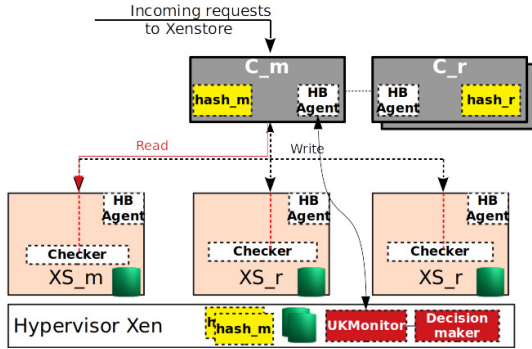 Incoming requests
to Xenstore
C_m
hash_m
HB
Agent
C_r
HB
Agent
hash_r
Read
Write
HB
Agent
Checker
XS_m
HB
Agent
Checker
XS_r
HB
Agent
Checker
XS_r
Hypervisor Xen
hash_m
UKMonitor
Decision
maker